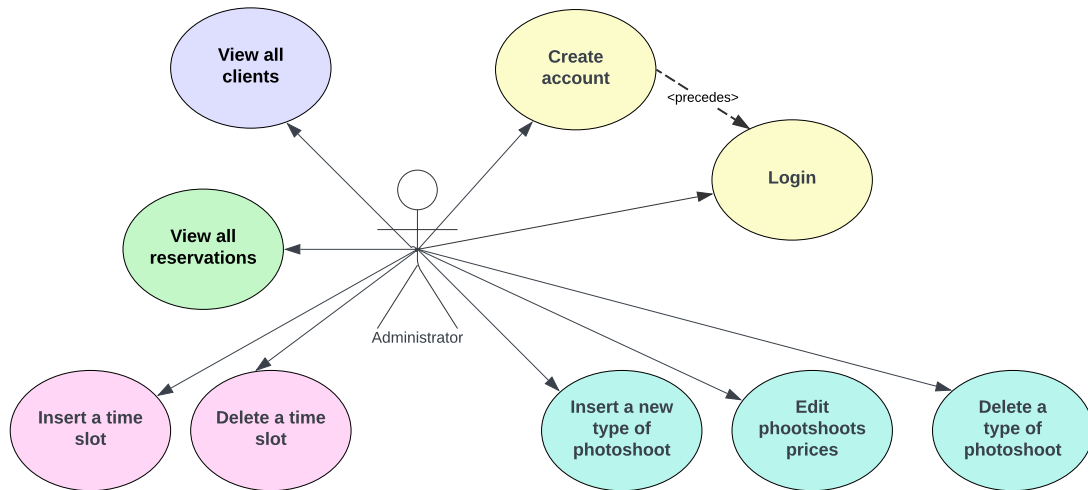 View all
clients
Create
account
<precedes>
Login
View all
reservations
Administrator
Insert a time
slot
Delete a time
slot
Insert a new
type of
photoshoot
Edit
phootshoots
prices
Delete a
type of
photoshoot